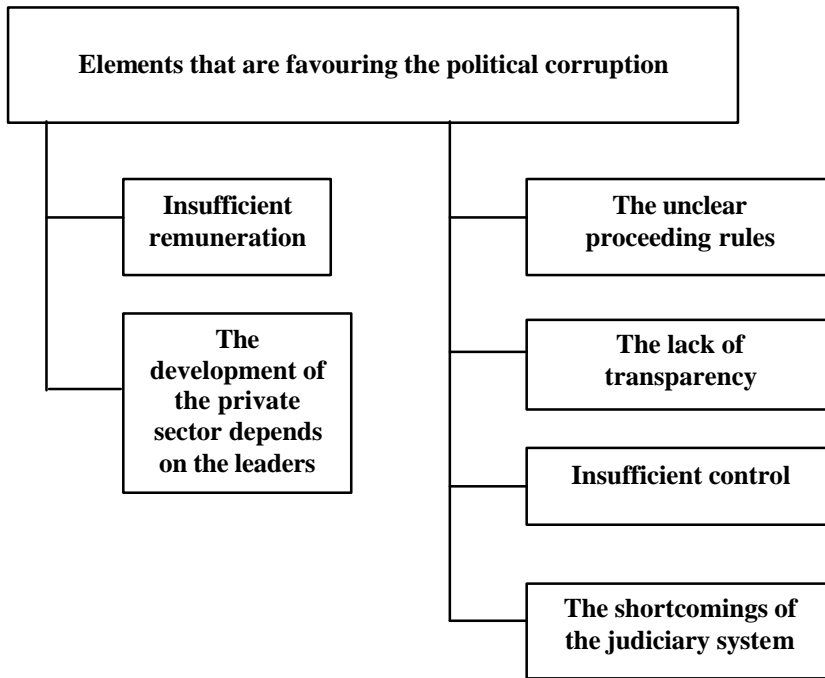 Elements that are favouring the political corruption
Insufficient
remuneration
The
development of
the private
sector depends
on the leaders
The unclear
proceeding rules
The lack of
transparency
Insufficient control
The shortcomings of
the judiciary system